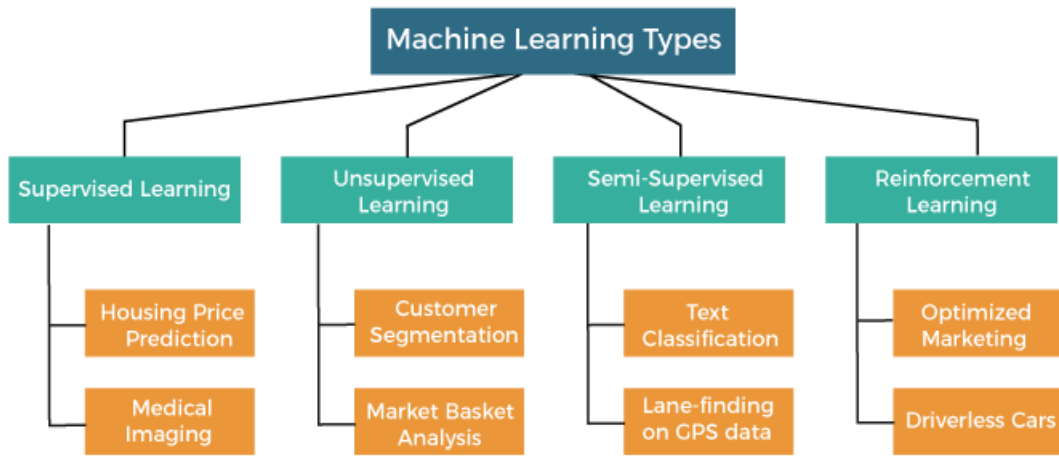 Machine Learning Types
Supervised Learning
Unsupervised
Learning
Semi-Supervised
Learning
Reinforcement
Learning
Housing Price
Prediction
Customer
Segmentation
Text
Classification
Optimized
Marketing
Medical
Imaging
Market Basket
Analysis
Lane-finding
on GPS data
Driverless Cars